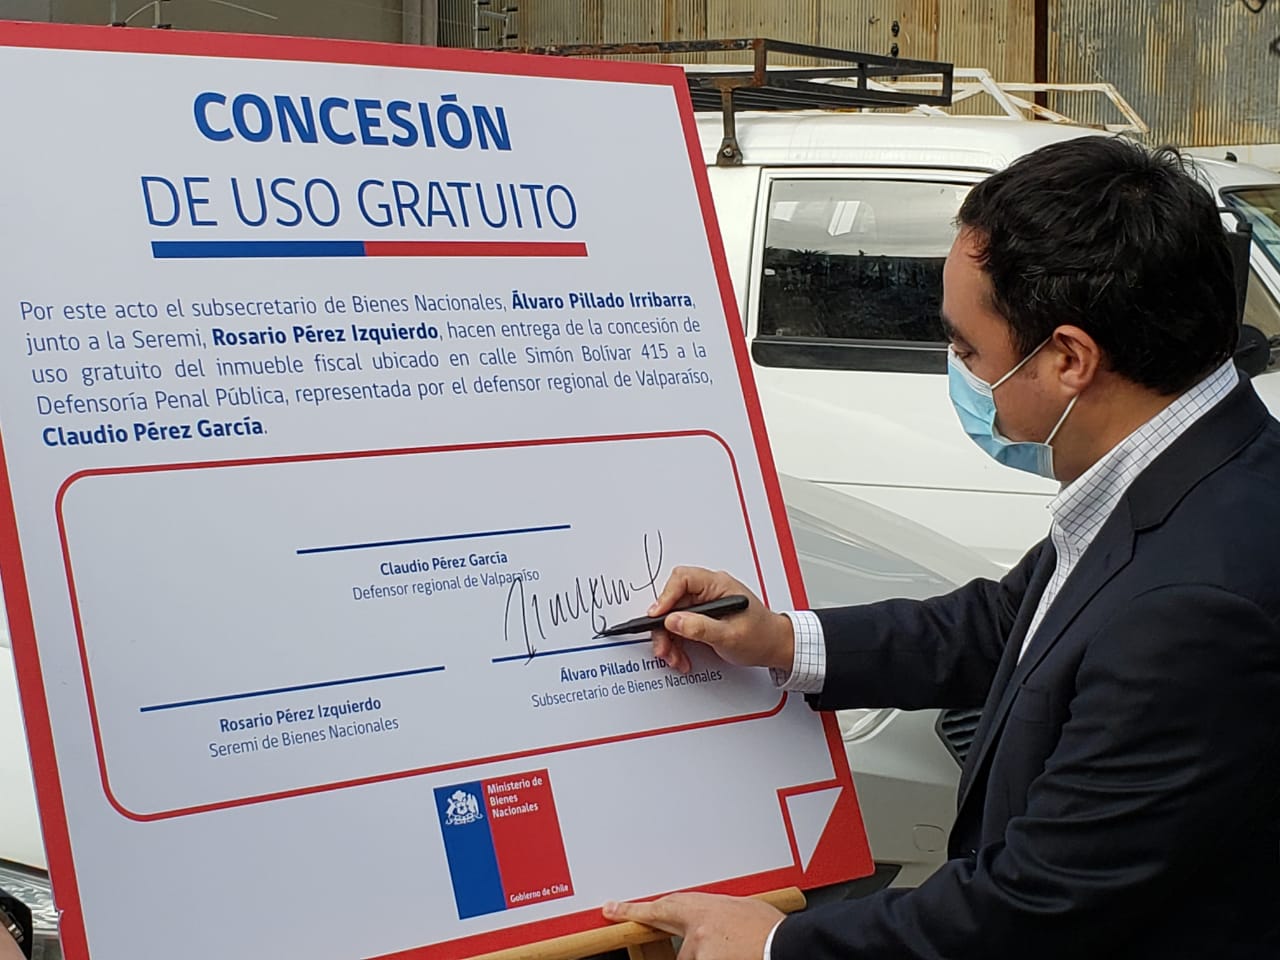 CONCESIÓN
DE USO GRATUITO
Por este acto el subsecretario de Bienes Nacionales, Álvaro Pillado Irribarra,
junto a la Seremi, Rosario Pérez Izquierdo, hacen entrega de la concesión de
uso gratuito del inmueble fiscal ubicado en calle Simón Bolívar 415 a la
Defensoría Penal Pública, representada por el defensor regional de Valparaíso,
Claudio Pérez García.
Claudio Pérez García
Defensor regional de Valparaíso
Álvaro Pillado Irrib
Subsecretario de Bienes Nacionales
Rosario Pérez Izquierdo
Seremi de Bienes Nacionales
Ministerio de
Bienes
Nacionales
Gobierno de Chile